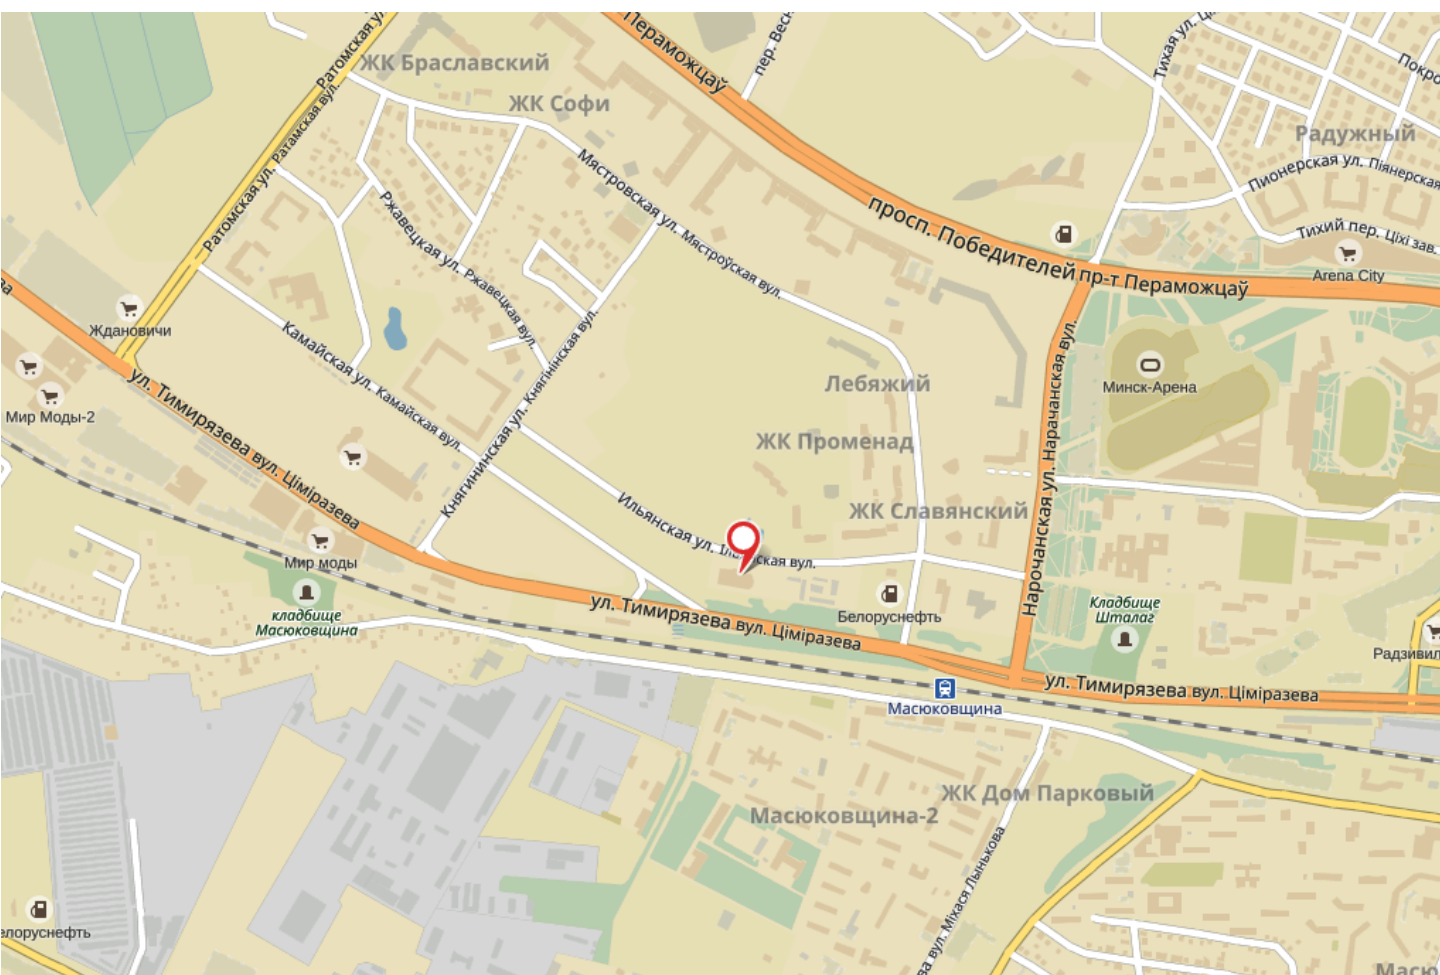 Ратомская ул.
Ратамская вул.
ЖК Браславский
ЖК Софи
Пераможцаў
пер.
Тихая ул.
Радужный
Пионерская ул. Піянерская
Тихий пер. Ціхі зав.
Arena City
Ратомская ул.
Мястровская ул. Мястроўская вул.
просп. Победителей пр-т Пераможцаў
Ржавецкая ул. Ржавецкая вул.
Ждановичи
Камайская ул. Камайская вул.
Княгининская ул. Княгінінская вул.
Мир Моды-2
ул. Тимирязева вул. Ціміразева
Лебяжий
Минск-Арена
ЖК Променад
Нарочанская ул. Нарачанская вул.
ЖК Славянский
Ильянская ул.
вул.
Мир моды
кладбище
Масюковщина
Белоруснефть
Кладбище
Шталаг
ул. Тимирязева вул. Ціміразева
Масюковщина
ул. Тимирязева вул. Ціміразева
ЖК Дом Парковый
Масюковщина-2
вул. Міхася Лынькова